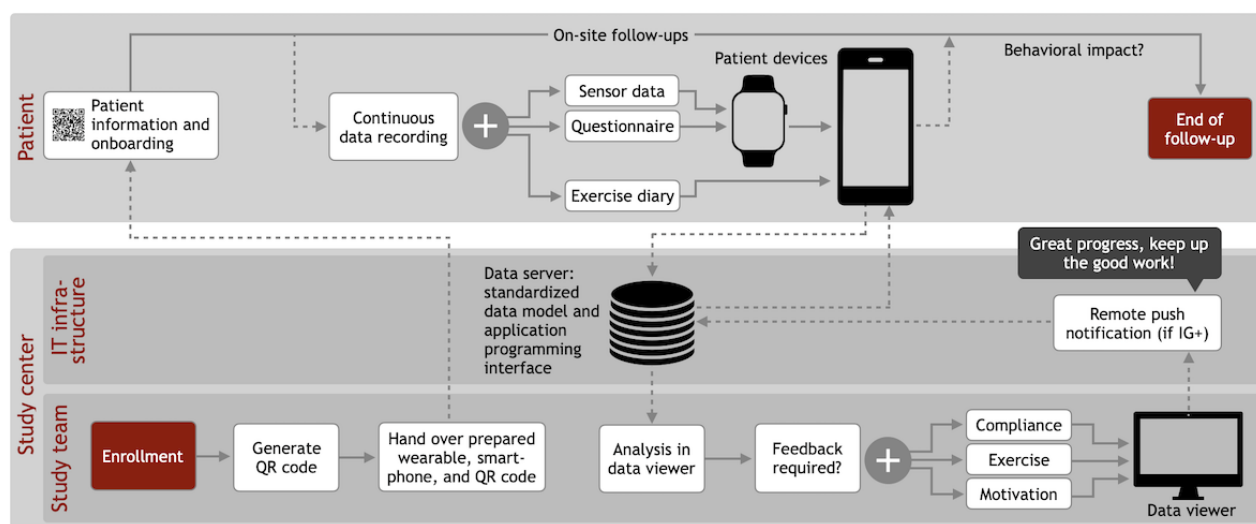 On-site follow-ups
Behavioral impact?
Patient devices
Patient
Patient
information and
onboarding
Continuous
data recording
Sensor data
Questionnaire
Exercise diary
End of
follow-up
Study center
IT infra-
structure
Data server:
standardized
data model and
application
programming
interface
Great progress, keep up
the good work!
Remote push
notification (if IG+)
Study team
Enrollment
Generate
QR code
Hand over prepared
wearable, smart-
phone, and QR code
Analysis in
data viewer
Feedback
required?
Compliance
Exercise
Motivation
Data viewer